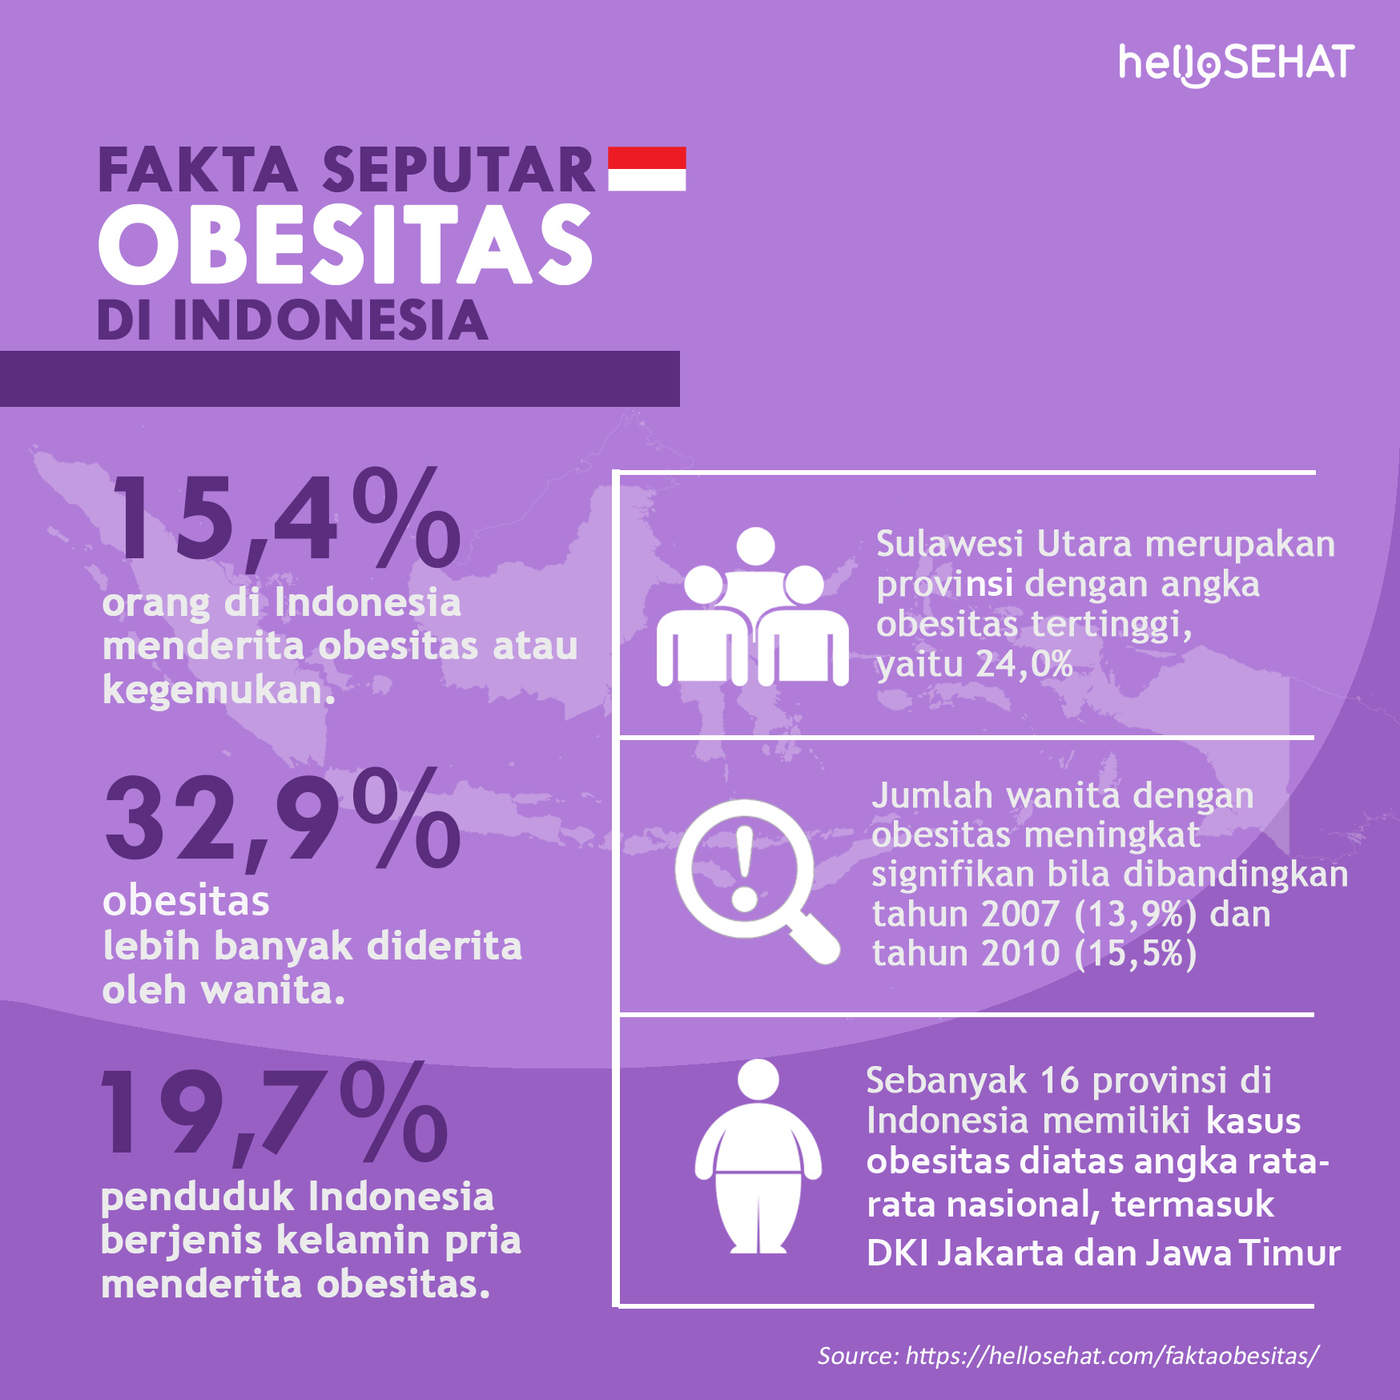 helloSEHAT
FAKTA SEPUTAR
OBESITAS
DI INDONESIA
15,4%
orang di Indonesia
menderita obesitas atau
kegemukan.
32,9%
obesitas
lebih banyak diderita
oleh wanita.
19,7%
penduduk Indonesia
berjenis kelamin pria
menderita obesitas.
Sulawesi Utara merupakan
provinsi dengan angka
obesitas tertinggi,
yaitu 24,0%
Jumlah wanita dengan
obesitas meningkat
signifikan bila dibandingkan
tahun 2007 (13,9%) dan
tahun 2010 (15,5%)
Sebanyak 16 provinsi di
Indonesia memiliki kasus
obesitas diatas angka rata-
rata nasional, termasuk
DKI Jakarta dan Jawa Timur
Source: https://hellosehat.com/faktaobesitas/